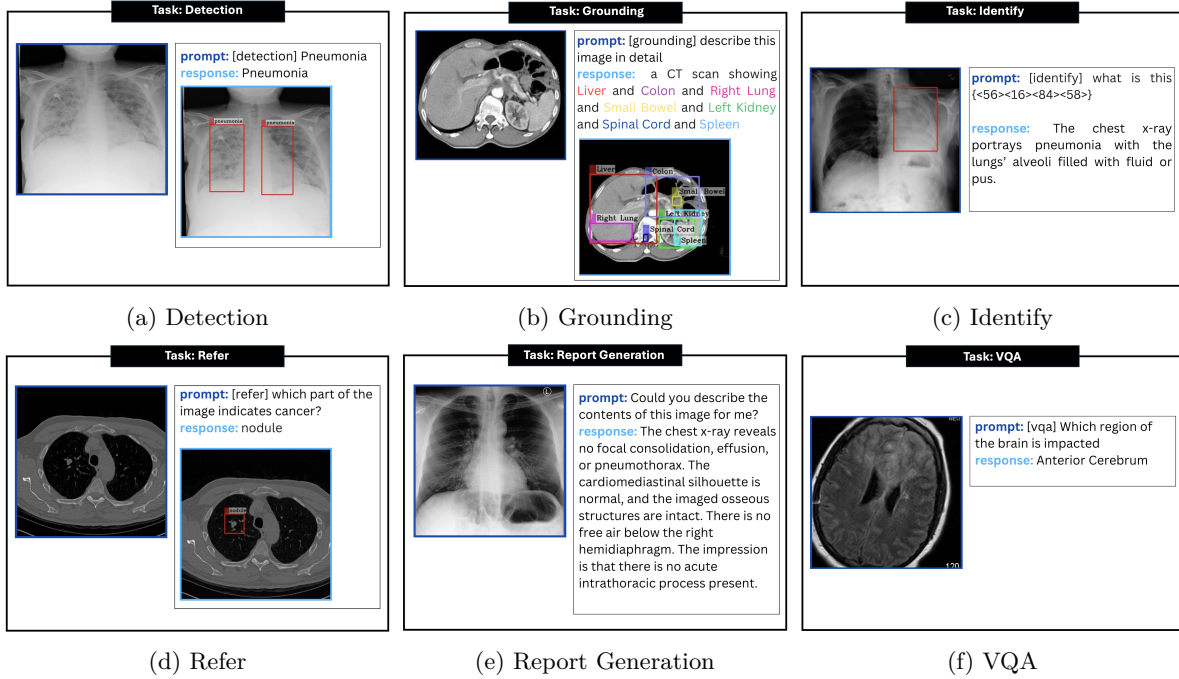 Task: Detection
prompt: [detection] Pneumonia
response: Pneumonia
pneumonia
pneumonia
(a) Detection
Task: Grounding
prompt: [grounding] describe this
image in detail
response: a CT scan showing
Liver and Colon and Right Lung
and Small Bowel and Left Kidney
and Spinal Cord and Spleen
Liver
Colon
Small Bowel
Right Lung
Left Kidney
Spinal Cord
Spleen
(b) Grounding
Task: Identify
prompt: [identify] what is this
{<56><16><84><58>}
response: The chest x-ray
portrays pneumonia with the
lungs' alveoli filled with fluid or
pus.
(c) Identify
Task: Refer
prompt: [refer] which part of the
image indicates cancer?
response: nodule
nodule
(d) Refer
Task: Report Generation
L
prompt: Could you describe the
contents of this image for me?
response: The chest x-ray reveals
no focal consolidation, effusion,
or pneumothorax. The
cardiomediastinal silhouette is
normal, and the imaged osseous
structures are intact. There is no
free air below the right
hemidiaphragm. The impression
is that there is no acute
intrathoracic process present.
(e) Report Generation
Task: VQA
prompt: [vqa] Which region of
the brain is impacted
response: Anterior Cerebrum
120
(f) VQA